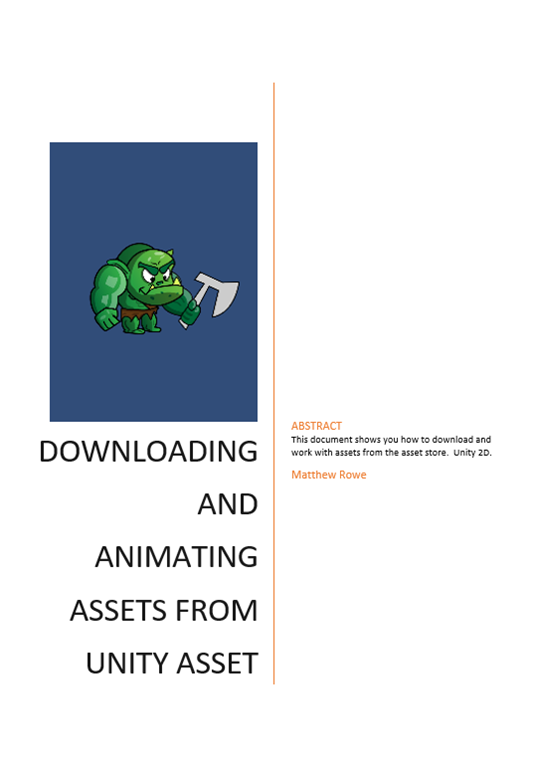 DOWNLOADING
AND
ANIMATING
ASSETS FROM
UNITY ASSET
ABSTRACT
This document shows you how to download and
work with assets from the asset store.  Unity 2D.
Matthew Rowe